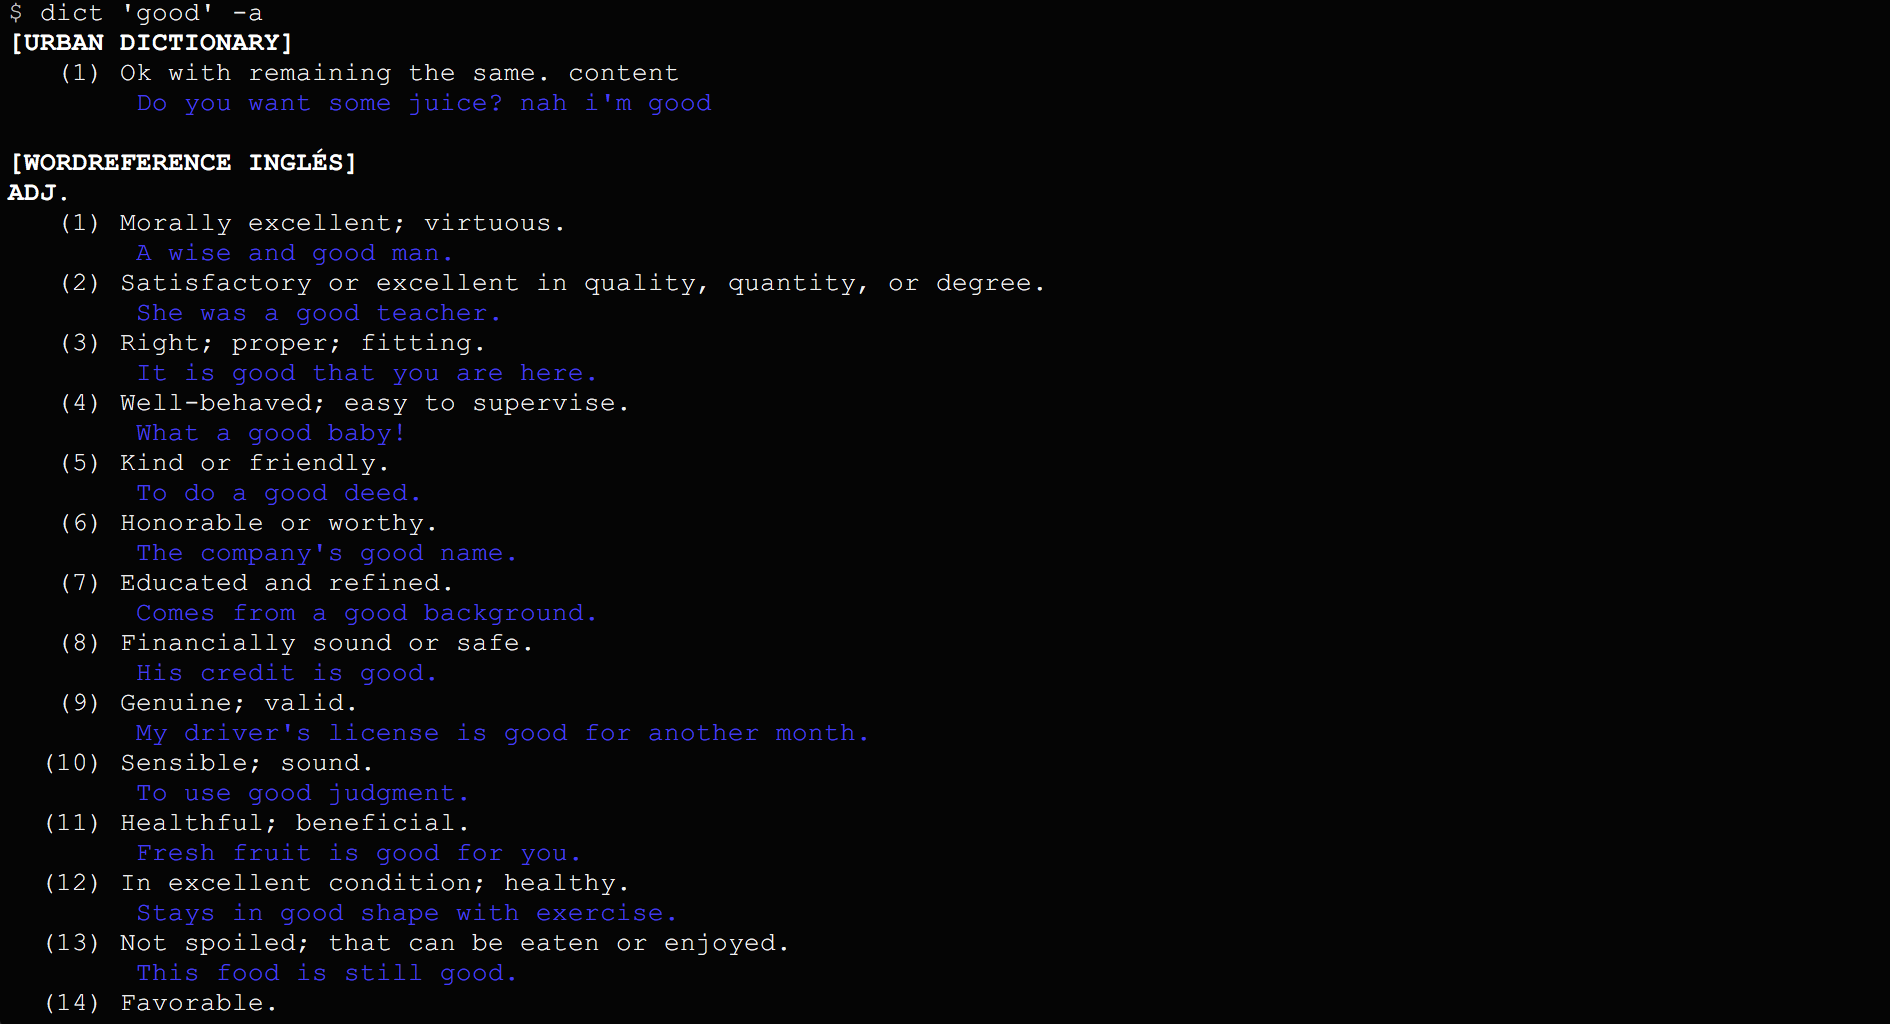 $ dict 'good' -a
[URBAN DICTIONARY]
(1) Ok with remaining the same. content
Do you want some juice? nah i'm good
[WORDREFERENCE INGLÉS]
ADJ.
(1) Morally excellent; virtuous.
A wise and good man.
(2) Satisfactory or excellent in quality, quantity, or degree.
She was a good teacher.
(3) Right; proper; fitting.
It is good that you are here.
(4) Well-behaved; easy to supervise.
What a good baby!
(5) Kind or friendly.
To do a good deed.
(6) Honorable or worthy.
The company's good name.
(7) Educated and refined.
Comes from a good background.
(8) Financially sound or safe.
His credit is good.
(9) Genuine; valid.
My driver's license is good for another month.
(10) Sensible; sound.
To use good judgment.
(11) Healthful; beneficial.
Fresh fruit is good for you.
(12) In excellent condition; healthy.
Stays in good shape with exercise.
(13) Not spoiled; that can be eaten or enjoyed.
This food is still good.
(14) Favorable.